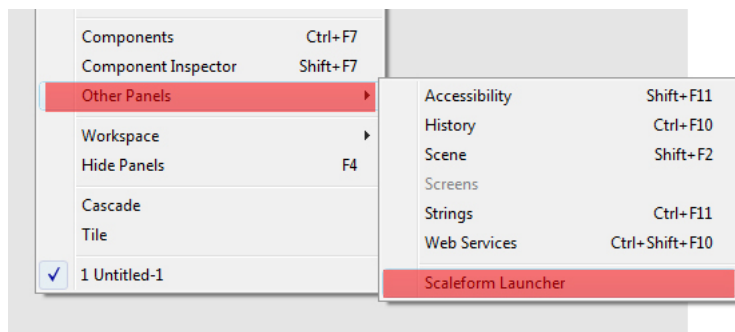 Components Ctrl+F7
Component Inspector Shift+F7
Other Panels
Workspace
Hide Panels F4
Cascade
Tile
1 Untitled-1
Accessibility Shift+F11
History Ctrl+F10
Scene Shift+F2
Screens
Strings Ctrl+F11
Web Services Ctrl+Shift+F10
Scaleform Launcher